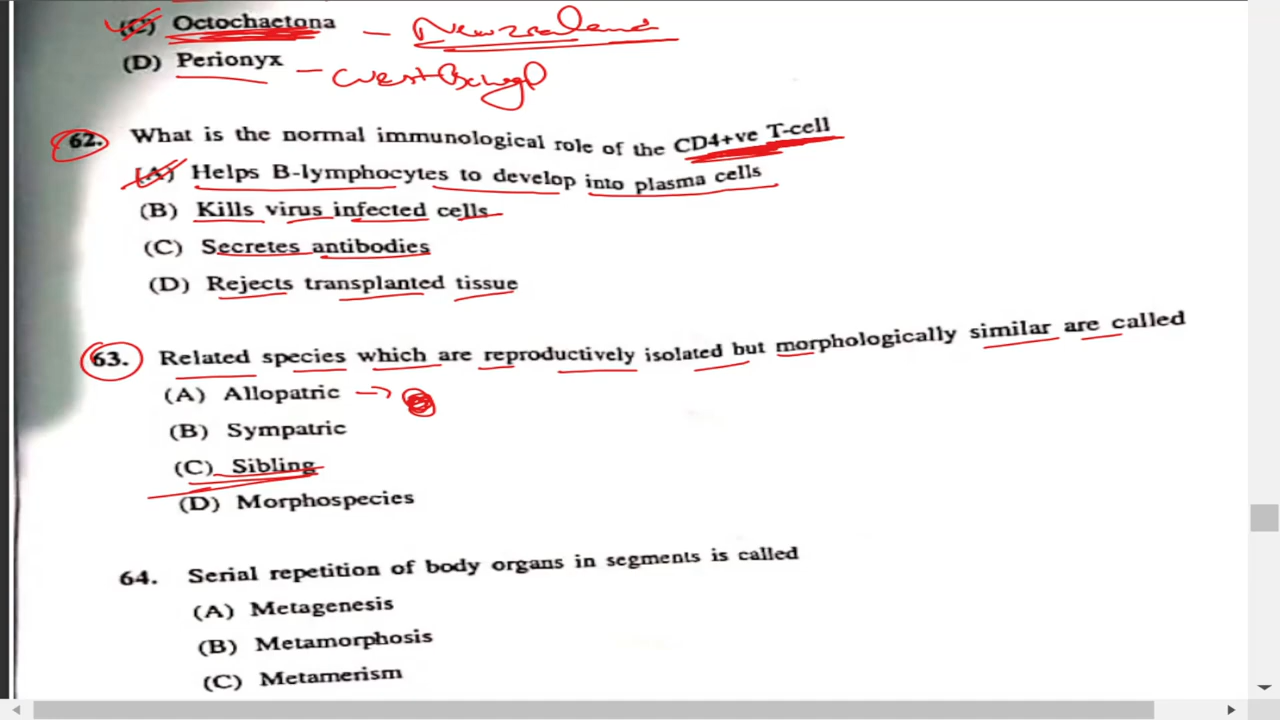 (C) Octochaetona - Newzealand
(D) Perionyx - West Bengal
62. What is the normal immunological role of the CD4+ve T-cell
(A) Helps B-lymphocytes to develop into plasma cells
(B) Kills virus infected cells
(C) Secretes antibodies
(D) Rejects transplanted tissue
63. Related species which are reproductively isolated but morphologically similar are called
(A) Allopatric →
(B) Sympatric
(C) Sibling
(D) Morphospecies
64. Serial repetition of body organs in segments is called
(A) Metagenesis
(B) Metamorphosis
(C) Metamerism